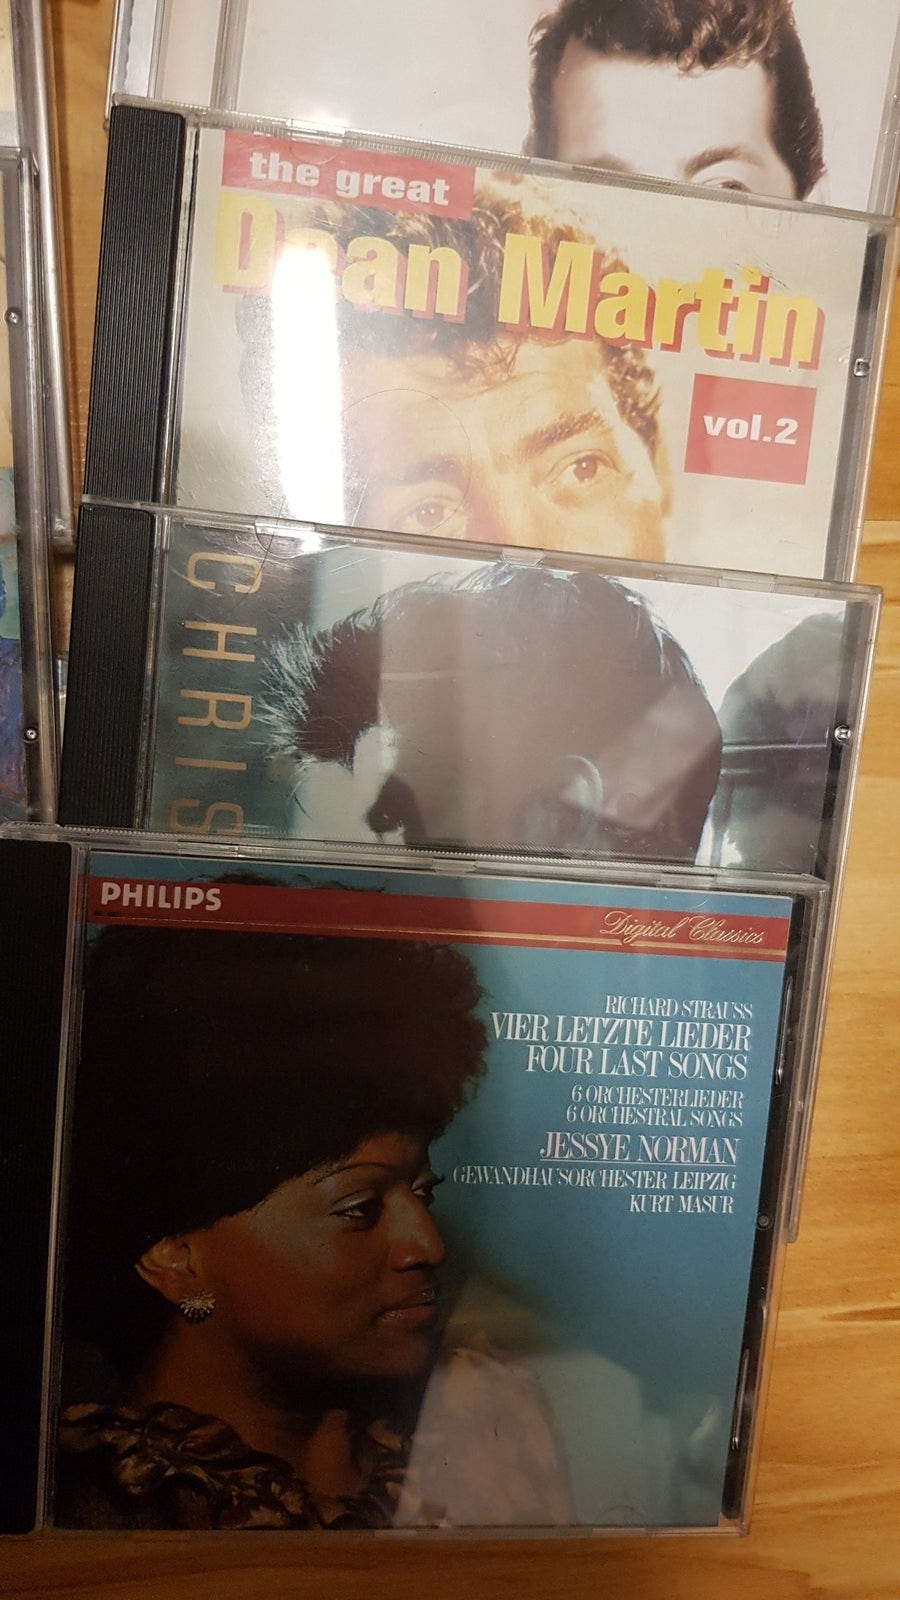 the great
Dean Martin
vol.2
CHRIS
PHILIPS
Digital Classics
RICHARD STRAUSS
VIER LETZTE LIEDER
FOUR LAST SONGS
6 ORCHESTERLIEDER
6 ORCHESTRAL SONGS
JESSYE NORMAN
GEWANDHAUSORCHESTER LEIPZIG
KURT MASUR